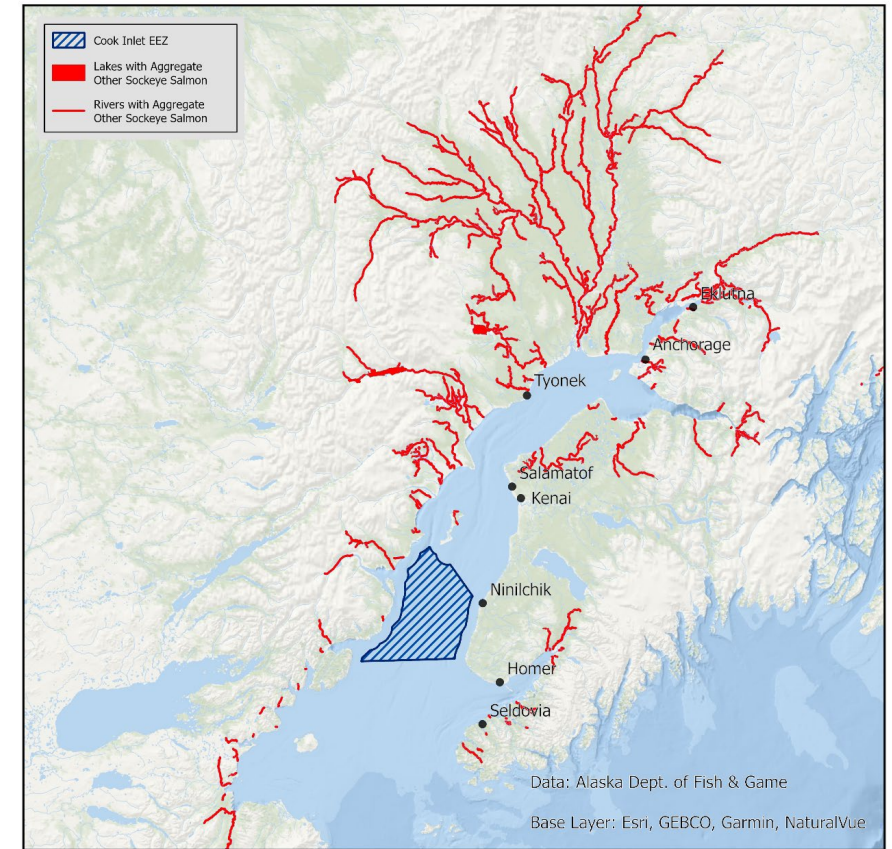 Cook Inlet EEZ
Lakes with Aggregate
Other Sockeye Salmon
Rivers with Aggregate
Other Sockeye Salmon
Eklutna
Anchorage
Tyonek
Salamatof
Kenai
Ninilchik
Homer
Seldovia
Data: Alaska Dept. of Fish & Game
Base Layer: Esri, GEBCO, Garmin, NaturalVue